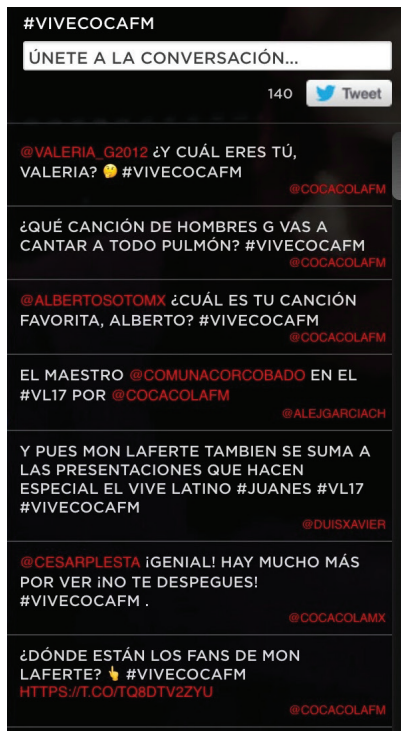 #VIVECOCAFM
ÚNETE A LA CONVERSACIÓN...
140 Tweet
@VALERIA_G2012 ¿Y CUÁL ERES TÚ,
VALERIA? 🤔 #VIVECOCAFM
@COCACOLAFM
¿QUÉ CANCIÓN DE HOMBRES G VAS A
CANTAR A TODO PULMÓN? #VIVECOCAFM
@COCACOLAFM
@ALBERTOSOTOMX ¿CUÁL ES TU CANCIÓN
FAVORITA, ALBERTO? #VIVECOCAFM
@COCACOLAFM
EL MAESTRO @COMUNACORCOBADO EN EL
#VL17 POR @COCACOLAFM
@ALEJGARCIACH
Y PUES MON LAFERTE TAMBIEN SE SUMA A
LAS PRESENTACIONES QUE HACEN
ESPECIAL EL VIVE LATINO #JUANES #VL17
#VIVECOCAFM
@DUISXAVIER
@CESARPLESTA ¡GENIAL! HAY MUCHO MÁS
POR VER ¡NO TE DESPEGUES!
#VIVECOCAFM .
@COCACOLAMX
¿DÓNDE ESTÁN LOS FANS DE MON
LAFERTE? 👆 #VIVECOCAFM
HTTPS://T.CO/TQ8DTV2ZYU
@COCACOLAFM